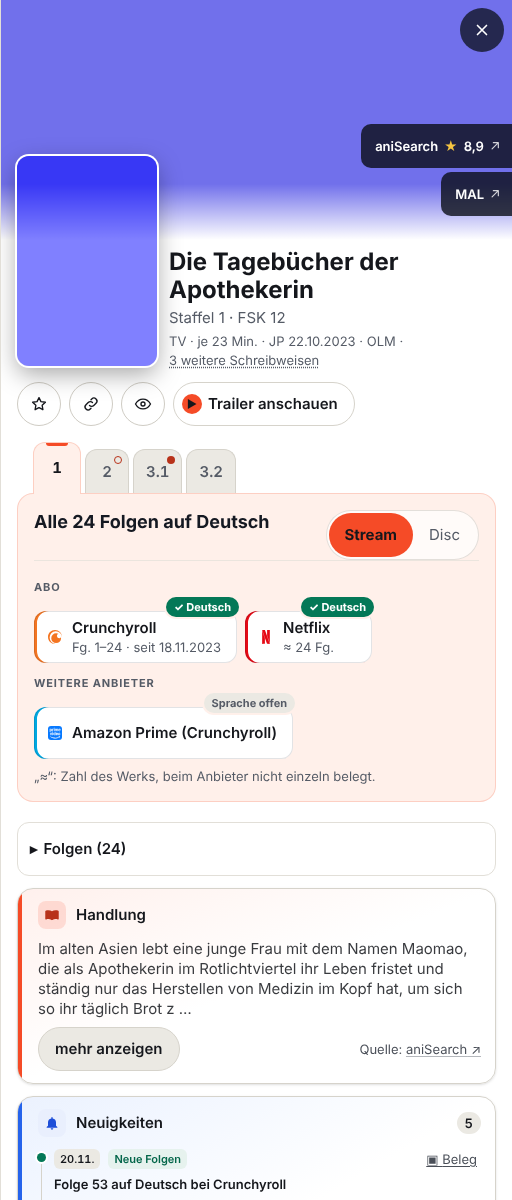 aniSearch ★ 8,9 ↗
MAL ↗
Die Tagebücher der
Apothekerin
Staffel 1 · FSK 12
TV · je 23 Min. · JP 22.10.2023 · OLM ·
3 weitere Schreibweisen
Trailer anschauen
1
2
3.1
3.2
Alle 24 Folgen auf Deutsch
Stream
Disc
ABO
✓ Deutsch
Crunchyroll
Fg. 1–24 · seit 18.11.2023
✓ Deutsch
Netflix
≈ 24 Fg.
WEITERE ANBIETER
Sprache offen
Amazon Prime (Crunchyroll)
„≈“: Zahl des Werks, beim Anbieter nicht einzeln belegt.
▸ Folgen (24)
Handlung
Im alten Asien lebt eine junge Frau mit dem Namen Maomao,
die als Apothekerin im Rotlichtviertel ihr Leben fristet und
ständig nur das Herstellen von Medizin im Kopf hat, um sich
so ihr täglich Brot z ...
mehr anzeigen
Quelle: aniSearch ↗
Neuigkeiten
5
20.11.
Neue Folgen
▣ Beleg
Folge 53 auf Deutsch bei Crunchyroll